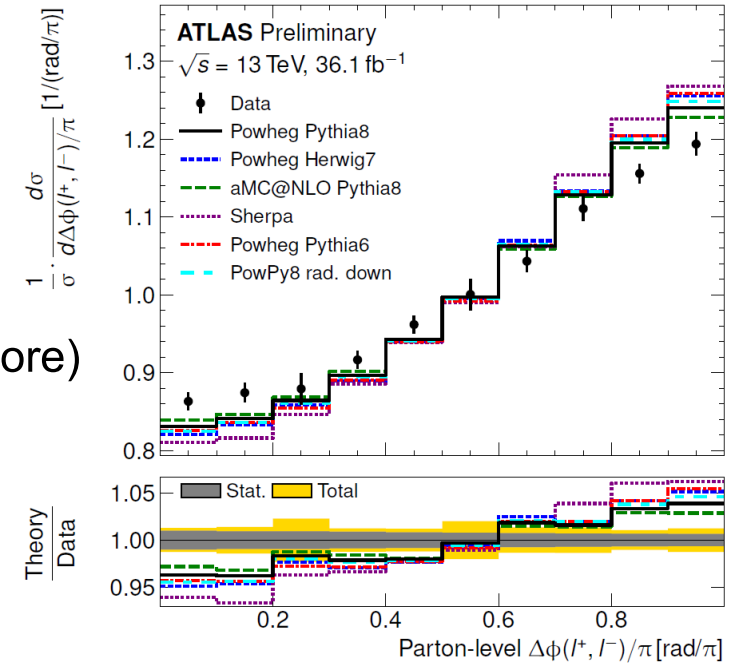 ATLAS Preliminary
√s = 13 TeV, 36.1 fb⁻¹
Data
Powheg Pythia8
Powheg Herwig7
aMC@NLO Pythia8
Sherpa
Powheg Pythia6
PowPy8 rad. down
1/σ · dσ/dΔϕ(l⁺, l⁻)/π [1/(rad/π)]
1.3
1.2
1.1
1.0
0.9
0.8
ore)
Stat. Total
Theory/Data
1.05
1.00
0.95
0.2 0.4 0.6 0.8
Parton-level Δϕ(l⁺, l⁻)/π [rad/π]